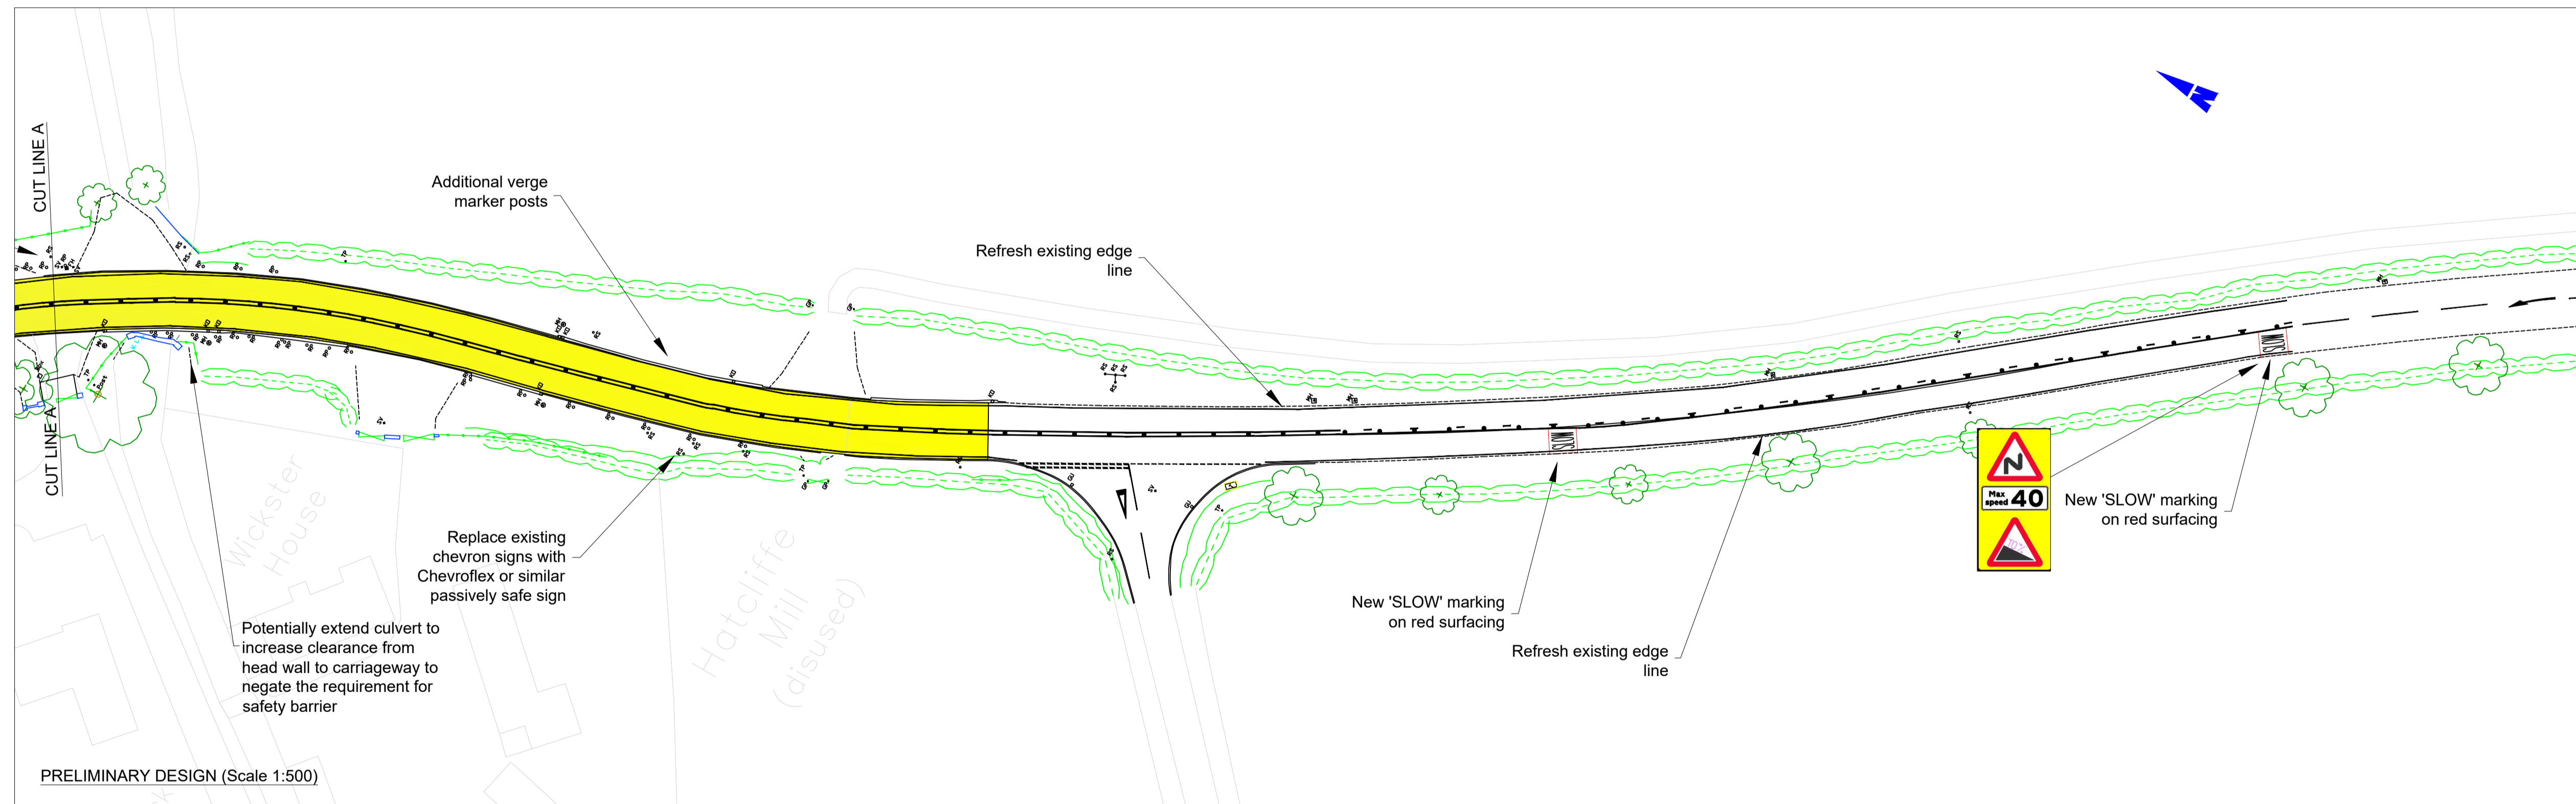 CUT LINE A
CUT LINE A
Additional verge
marker posts
Refresh existing edge
line
N
Replace existing
chevron signs with
Chevroflex or similar
passively safe sign
Potentially extend culvert to
increase clearance from
head wall to carriageway to
negate the requirement for
safety barrier
Wickster
House
Hatcliffe
Mill
(disused)
SLOW
SLOW
New 'SLOW' marking
on red surfacing
Refresh existing edge
line
Max
speed 40
10%
New 'SLOW' marking
on red surfacing
PRELIMINARY DESIGN (Scale 1:500)